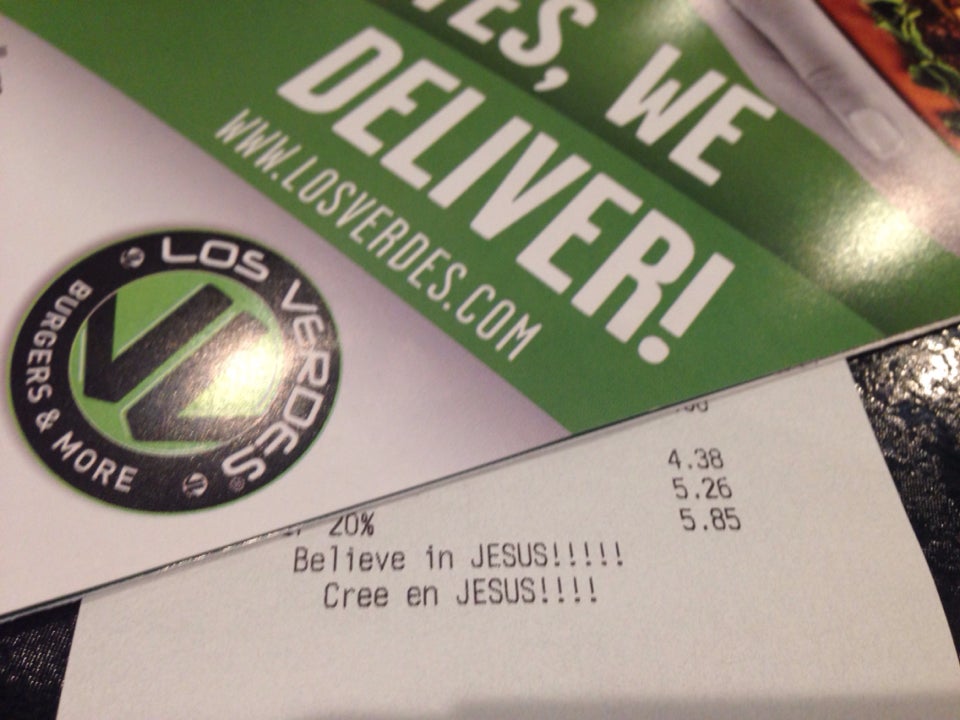 WE
DELIVER!
WWW.LOSVERDES.COM
LOS VERDES®
BURGERS & MORE
4.38
5.26
20% 5.85
Believe in JESUS!!!!!
Cree en JESUS!!!!